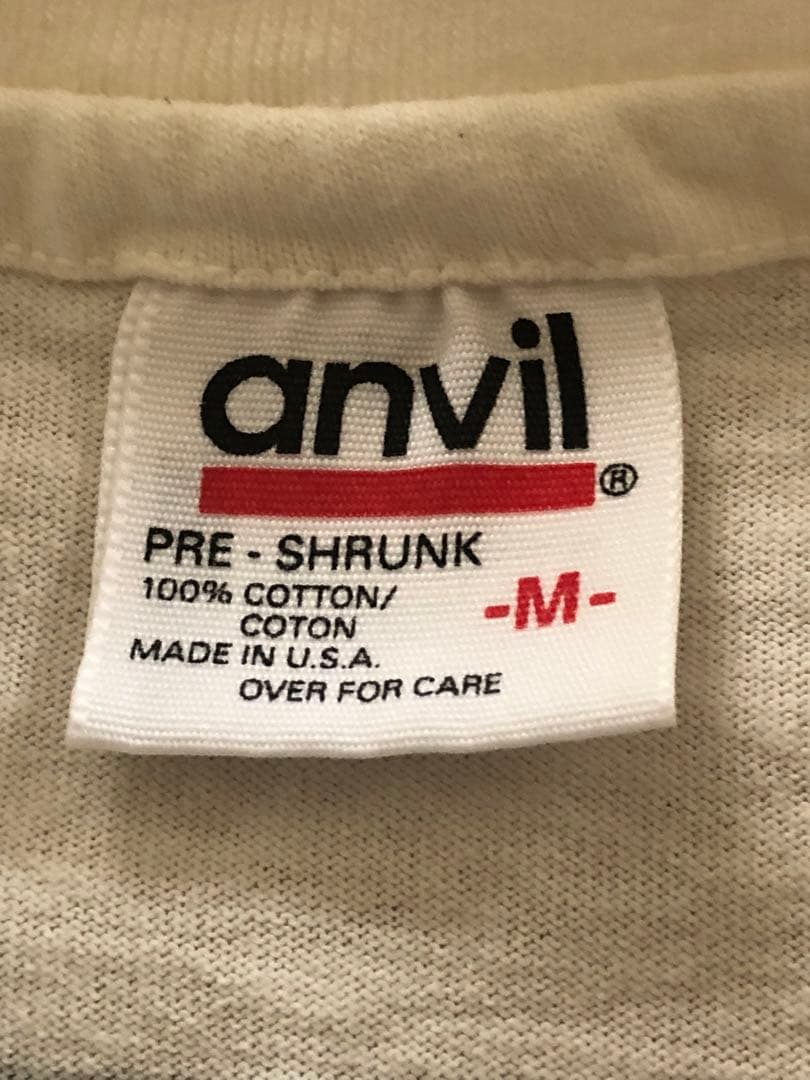 anvil®
PRE - SHRUNK
100% COTTON/
COTON
-M-
MADE IN U.S.A.
OVER FOR CARE